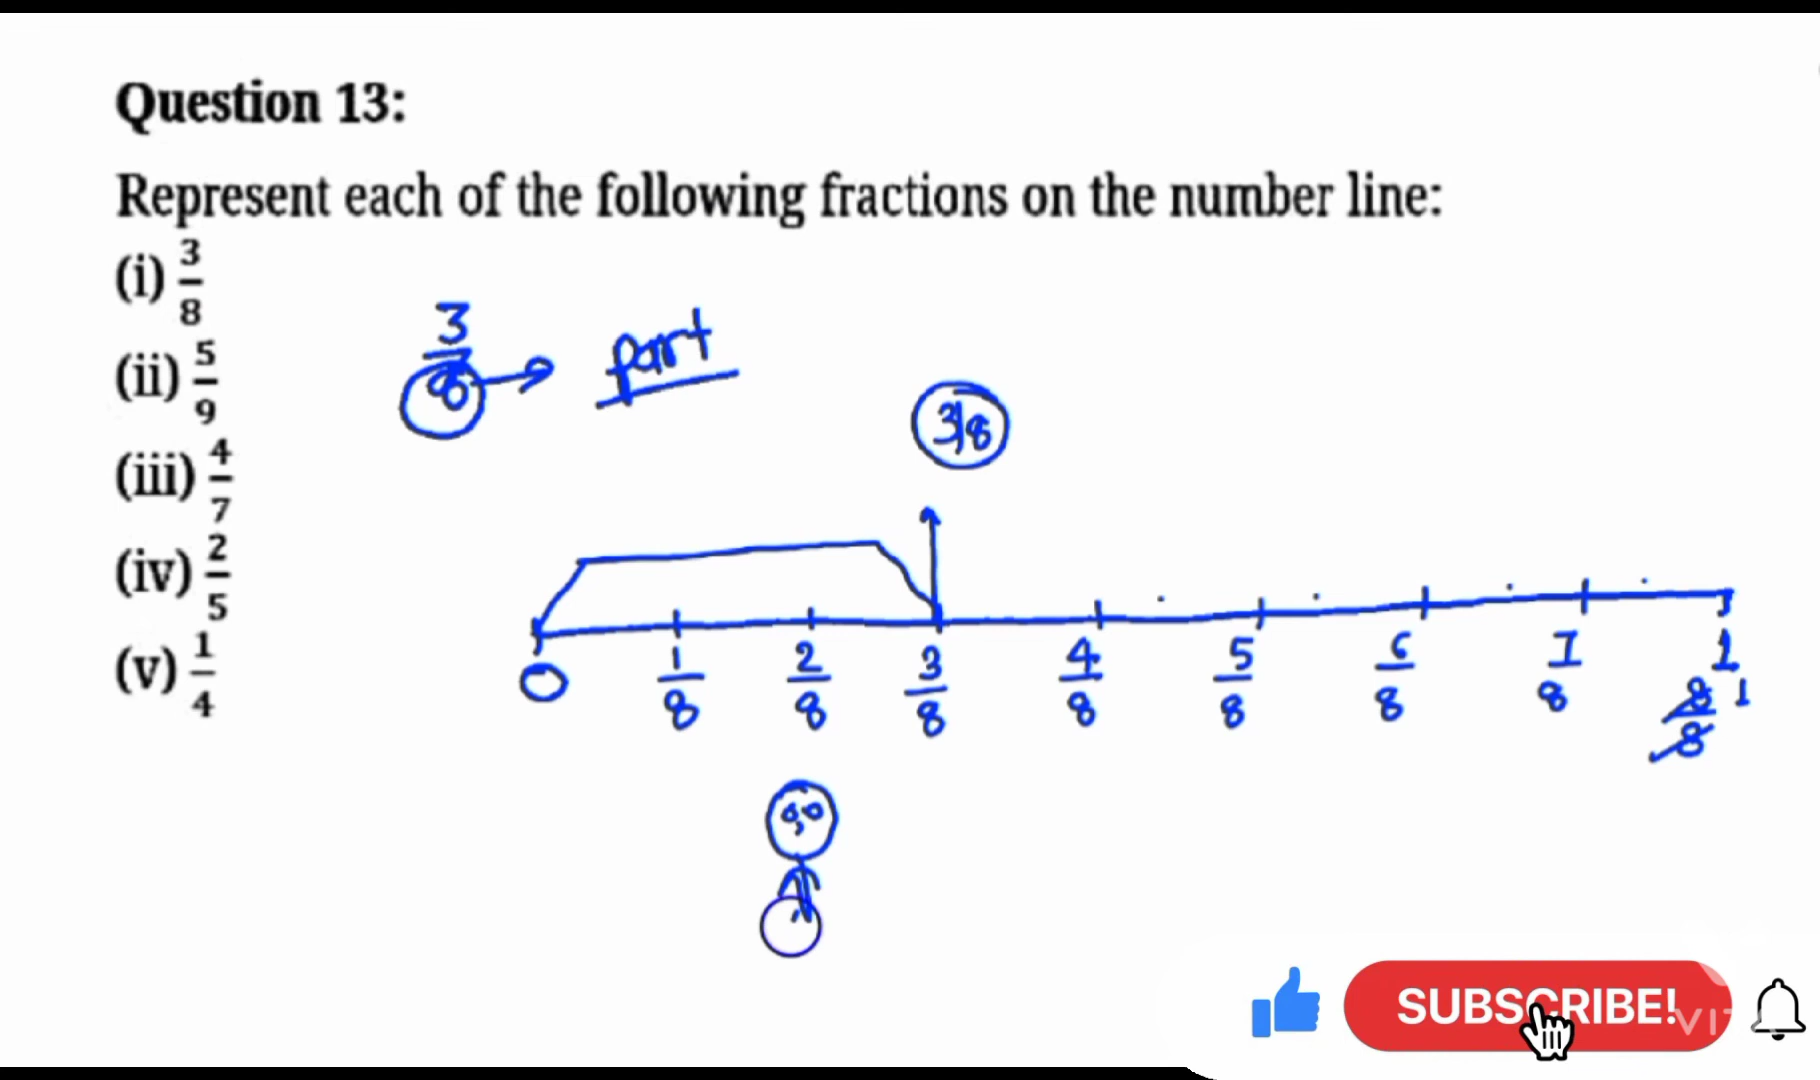 Question 13:
Represent each of the following fractions on the number line:
(i) 3/8
(ii) 5/9
(iii) 4/7
(iv) 2/5
(v) 1/4
3/8 → part
3/8
0 1/8 2/8 3/8 4/8 5/8 6/8 7/8 1
8/8 1
SUBSCRIBE!